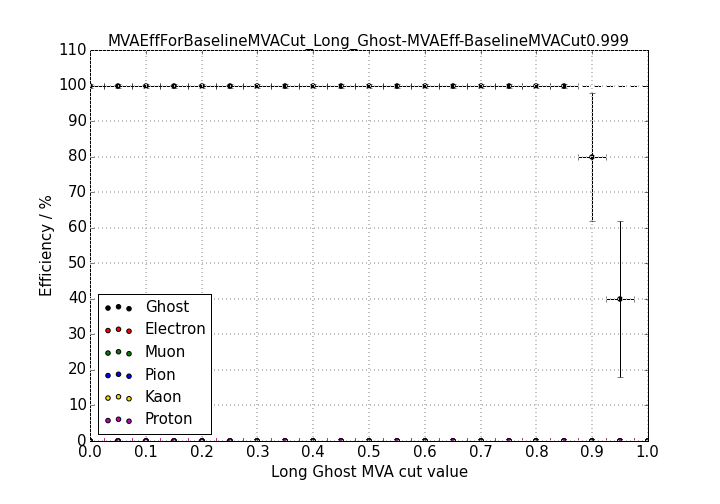 MVAEffForBaselineMVACut_Long_Ghost-MVAEff-BaselineMVACut0.999
110
100
90
80
70
60
50
40
30
20
10
0
Efficiency / %
Ghost
Electron
Muon
Pion
Kaon
Proton
0.0 0.1 0.2 0.3 0.4 0.5 0.6 0.7 0.8 0.9 1.0
Long Ghost MVA cut value